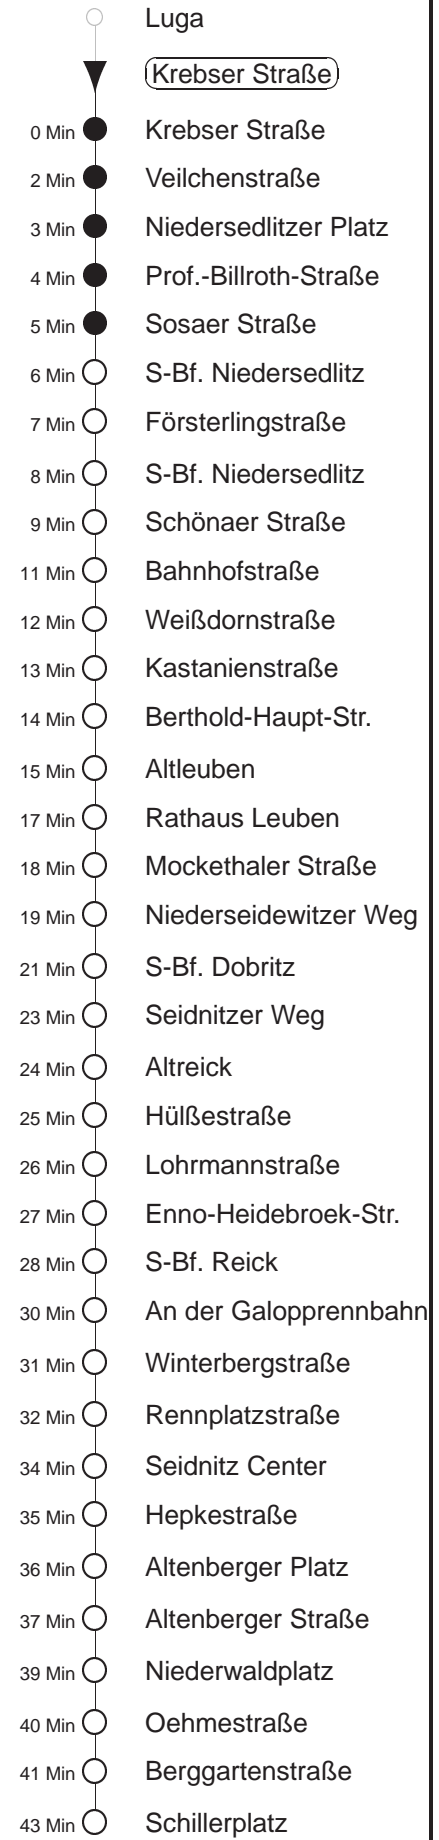 Luga
Krebser Straße
0 Min Krebser Straße
2 Min Veilchenstraße
3 Min Niedersedlitzer Platz
4 Min Prof.-Billroth-Straße
5 Min Sosaer Straße
6 Min S-Bf. Niedersedlitz
7 Min Försterlingstraße
8 Min S-Bf. Niedersedlitz
9 Min Schönaer Straße
11 Min Bahnhofstraße
12 Min Weißdornstraße
13 Min Kastanienstraße
14 Min Berthold-Haupt-Str.
15 Min Altleuben
17 Min Rathaus Leuben
18 Min Mockethaler Straße
19 Min Niederseidewitzer Weg
21 Min S-Bf. Dobritz
23 Min Seidnitzer Weg
24 Min Altreick
25 Min Hülßestraße
26 Min Lohrmannstraße
27 Min Enno-Heidebroek-Str.
28 Min S-Bf. Reick
30 Min An der Galopprennbahn
31 Min Winterbergstraße
32 Min Rennplatzstraße
34 Min Seidnitz Center
35 Min Hepkestraße
36 Min Altenberger Platz
37 Min Altenberger Straße
39 Min Niederwaldplatz
40 Min Oehmestraße
41 Min Berggartenstraße
43 Min Schillerplatz